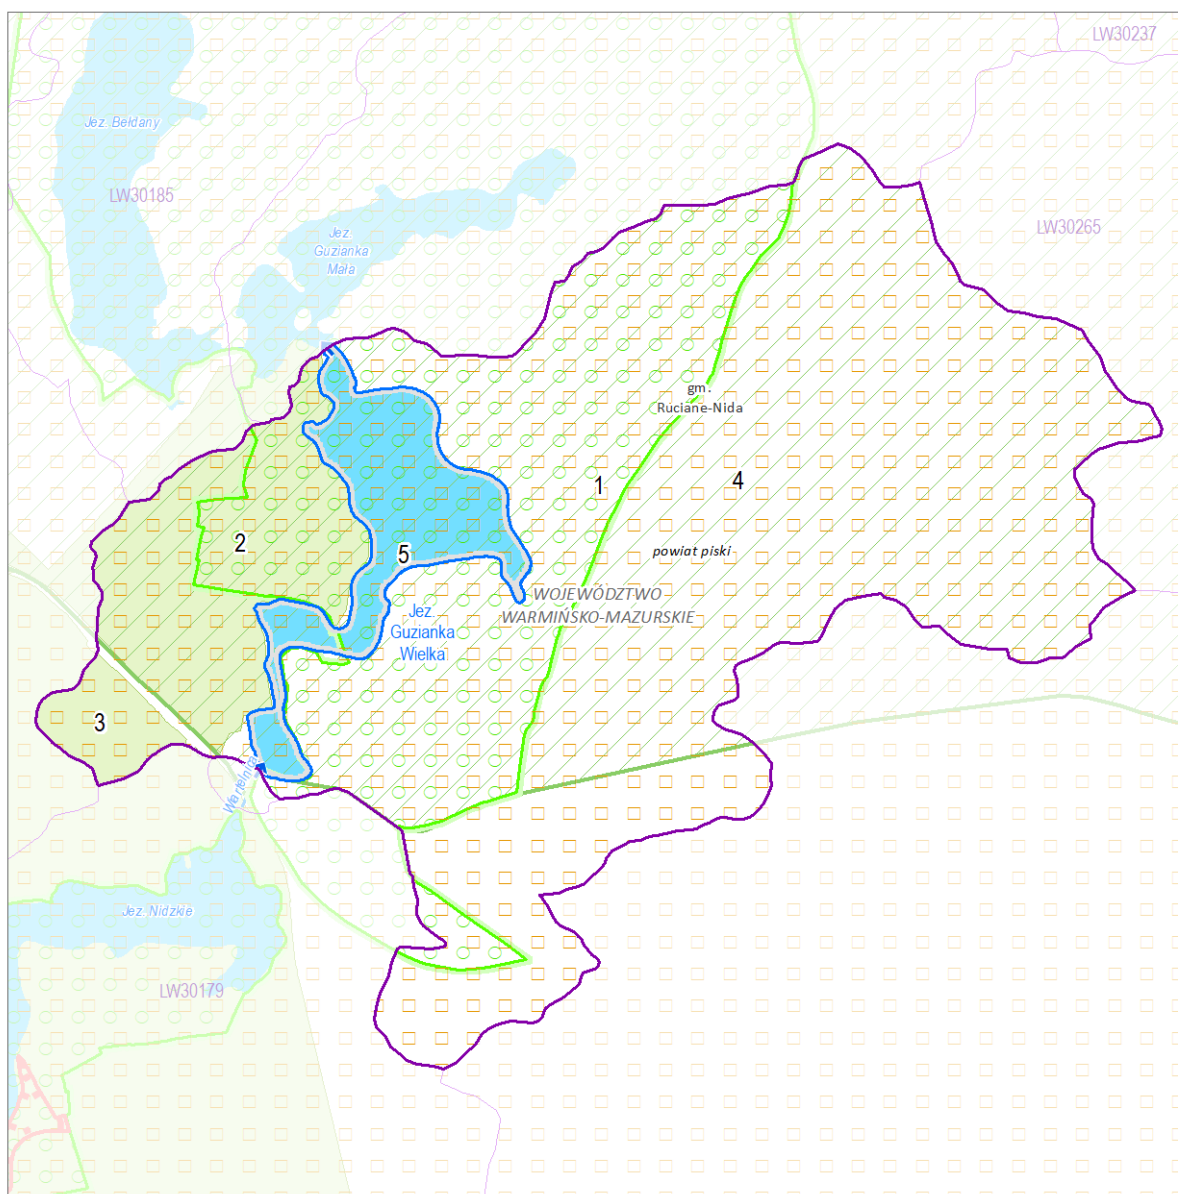 LW30237
Jez. Bełdany
LW30185
LW30265
Jez.
Guzianka
Mała
gm.
Ruciane-Nida
1
4
2
5
powiat piski
WOJEWÓDZTWO
WARMIŃSKO-MAZURSKIE
Jez.
Guzianka
Wielka
3
Jez. Nidzkie
LW30179